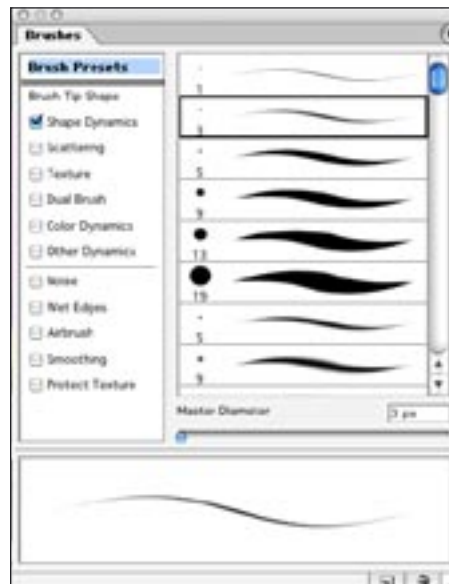 Brushes
Brush Presets
Brush Tip Shape
Shape Dynamics
Scattering
Texture
Dual Brush
Color Dynamics
Other Dynamics
Noise
Wet Edges
Airbrush
Smoothing
Protect Texture
1
3
5
9
13
19
5
9
Master Diameter
3 px